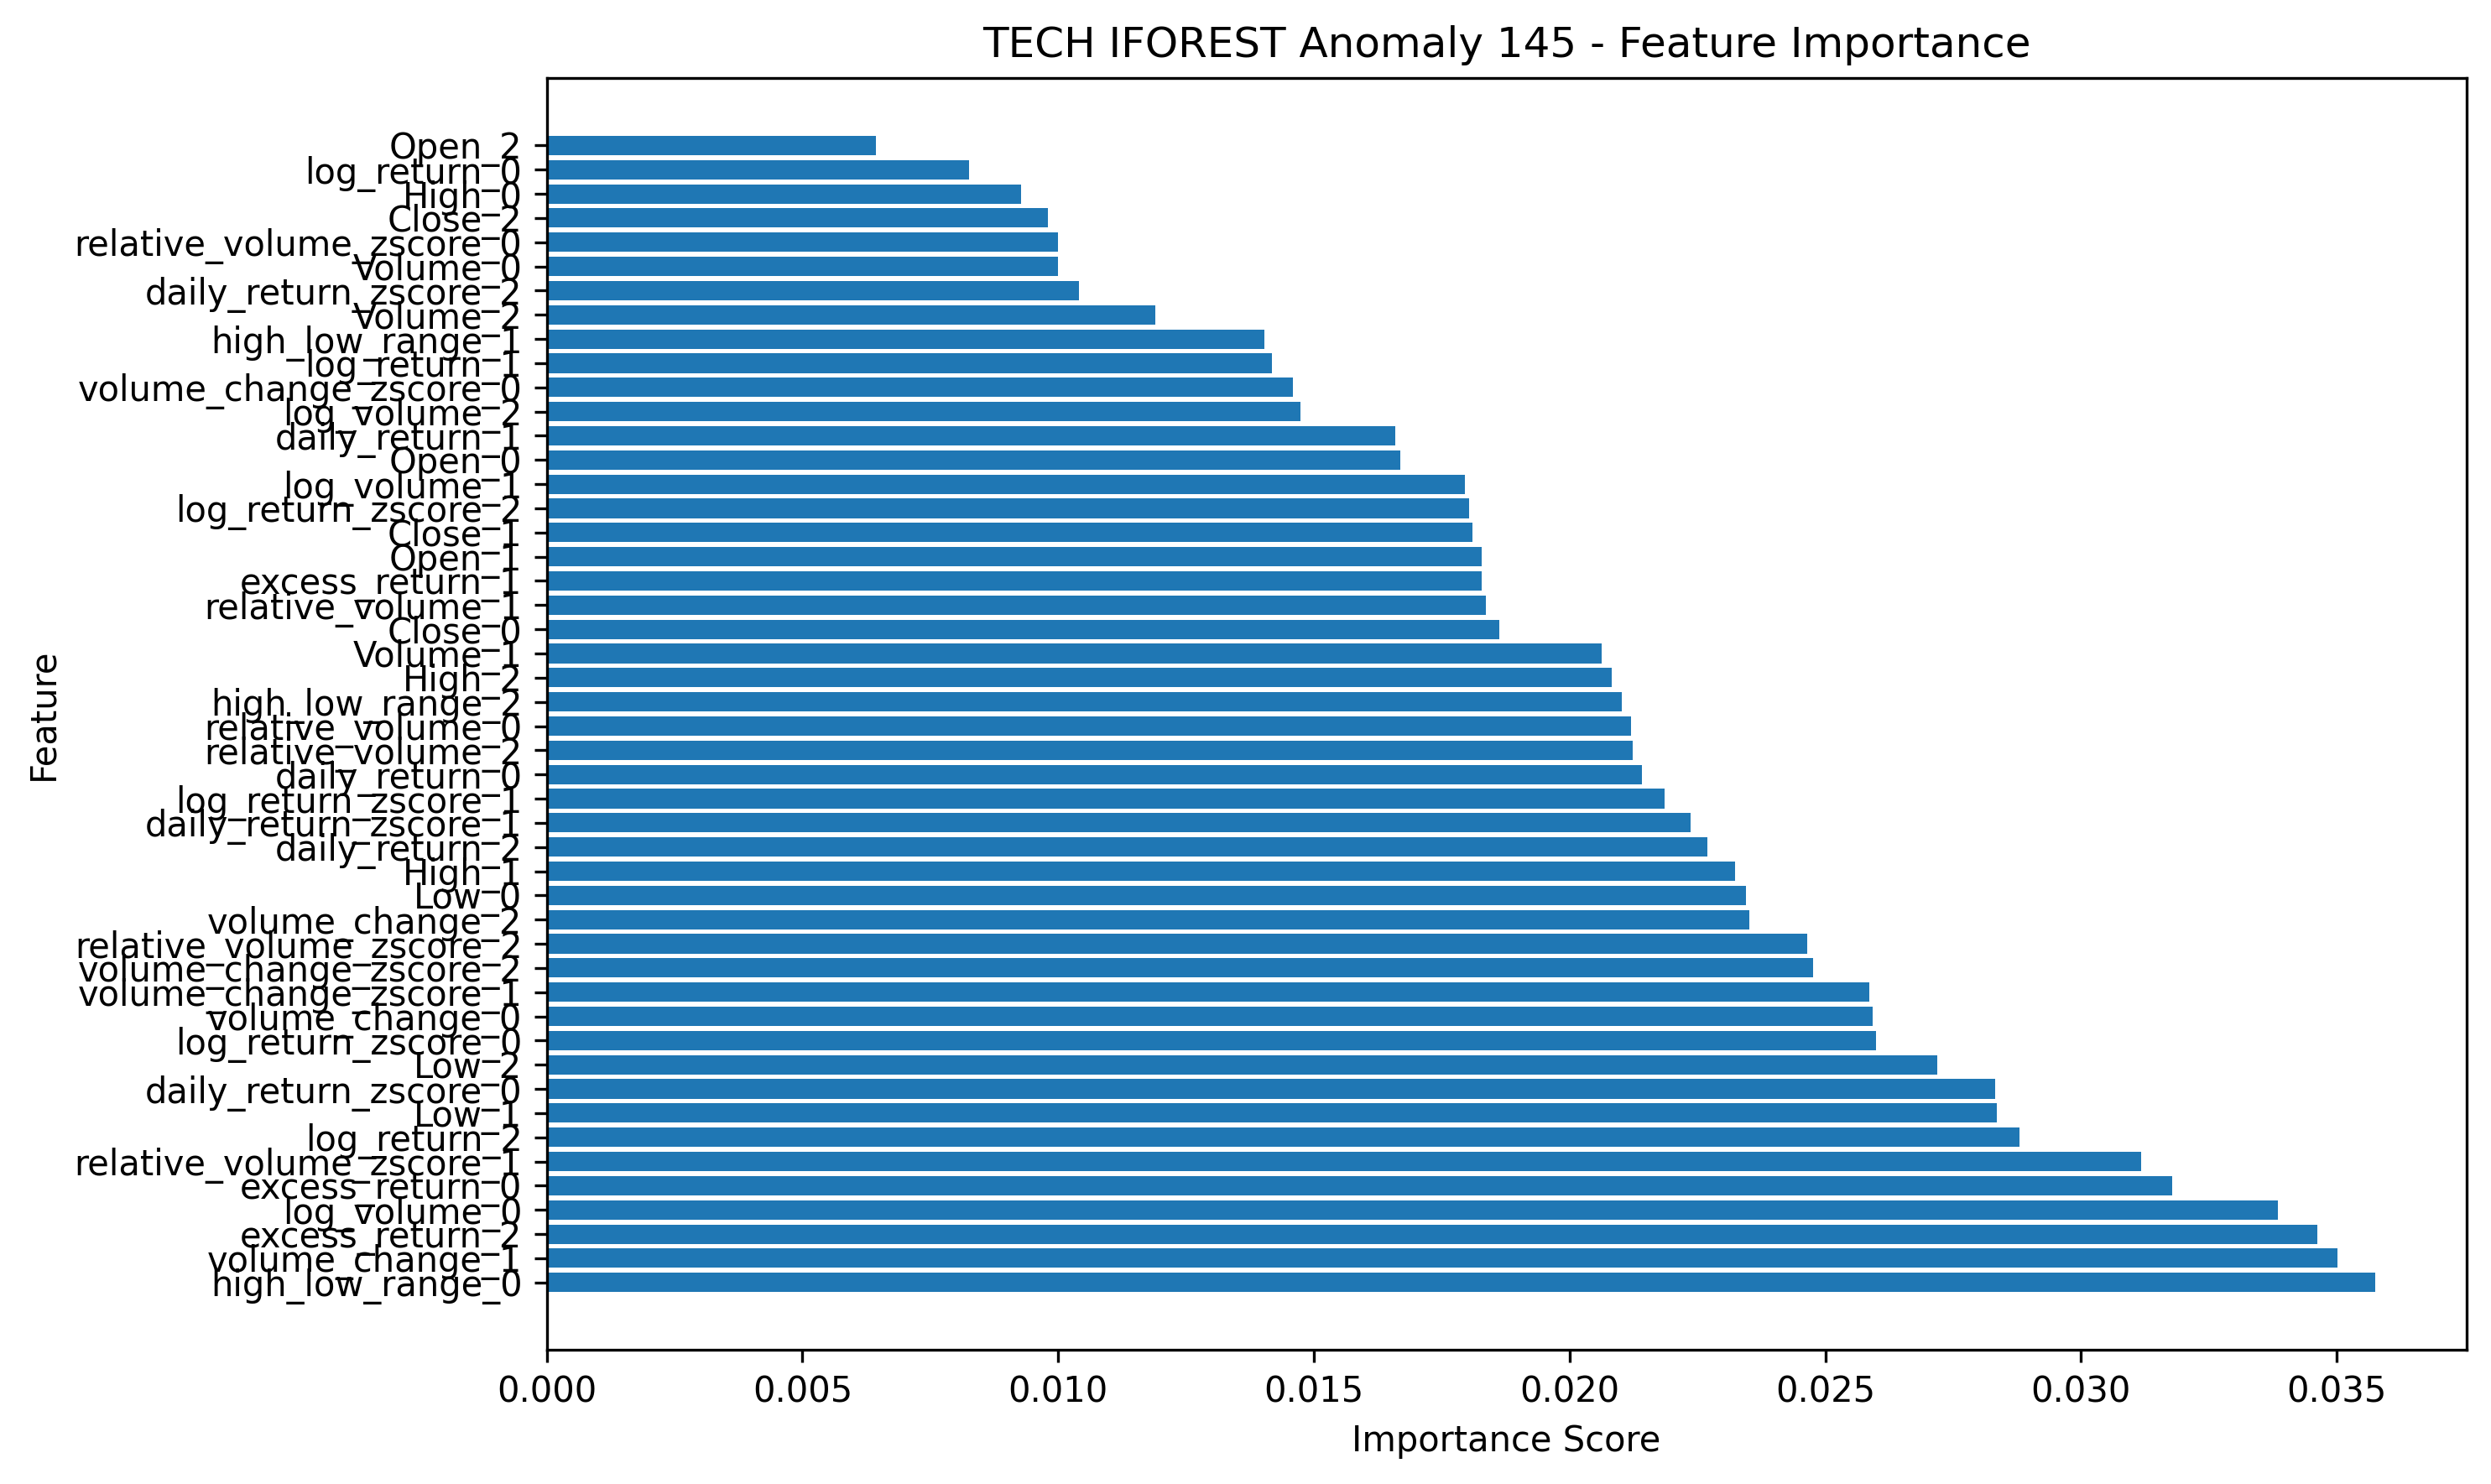 TECH IFOREST Anomaly 145 - Feature Importance
Open_2
log_return_0
High_0
Close_2
relative_volume_zscore_0
Volume_0
daily_return_zscore_2
Volume_2
high_low_range_1
log_return_1
volume_change_zscore_0
log_volume_2
daily_return_1
Open_0
log_volume_1
log_return_zscore_2
Close_1
Open_1
excess_return_1
relative_volume_1
Close_0
Volume_1
High_2
high_low_range_2
relative_volume_0
relative_volume_2
daily_return_0
log_return_zscore_1
daily_return_zscore_1
daily_return_2
High_1
Low_0
volume_change_2
relative_volume_zscore_2
volume_change_zscore_2
volume_change_zscore_1
volume_change_0
log_return_zscore_0
Low_2
daily_return_zscore_0
Low_1
log_return_2
relative_volume_zscore_1
excess_return_0
log_volume_0
excess_return_2
volume_change_1
high_low_range_0
Feature
0.000 0.005 0.010 0.015 0.020 0.025 0.030 0.035
Importance Score